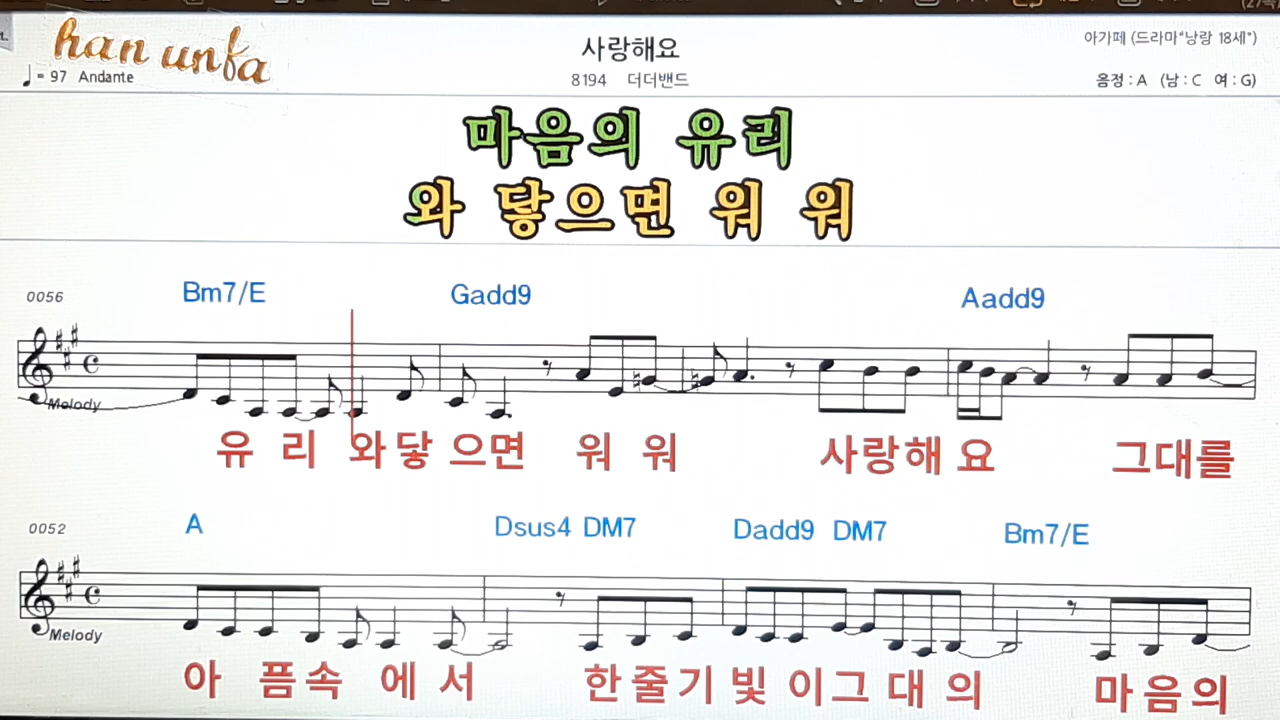 han unfa
사랑해요
아가페 (드라마"낭랑 18세")
♩ = 97 Andante
8194 더더밴드
음정 : A (남 : C 여 : G)
마음의 유리
와 닿으면 워 워
0056 Bm7/E Gadd9 Aadd9
Melody
유 리 와닿 으면 워 워 사랑해 요 그대를
0052 A Dsus4 DM7 Dadd9 DM7 Bm7/E
Melody
아 픔속 에 서 한줄기 빛 이그 대 의 마음의